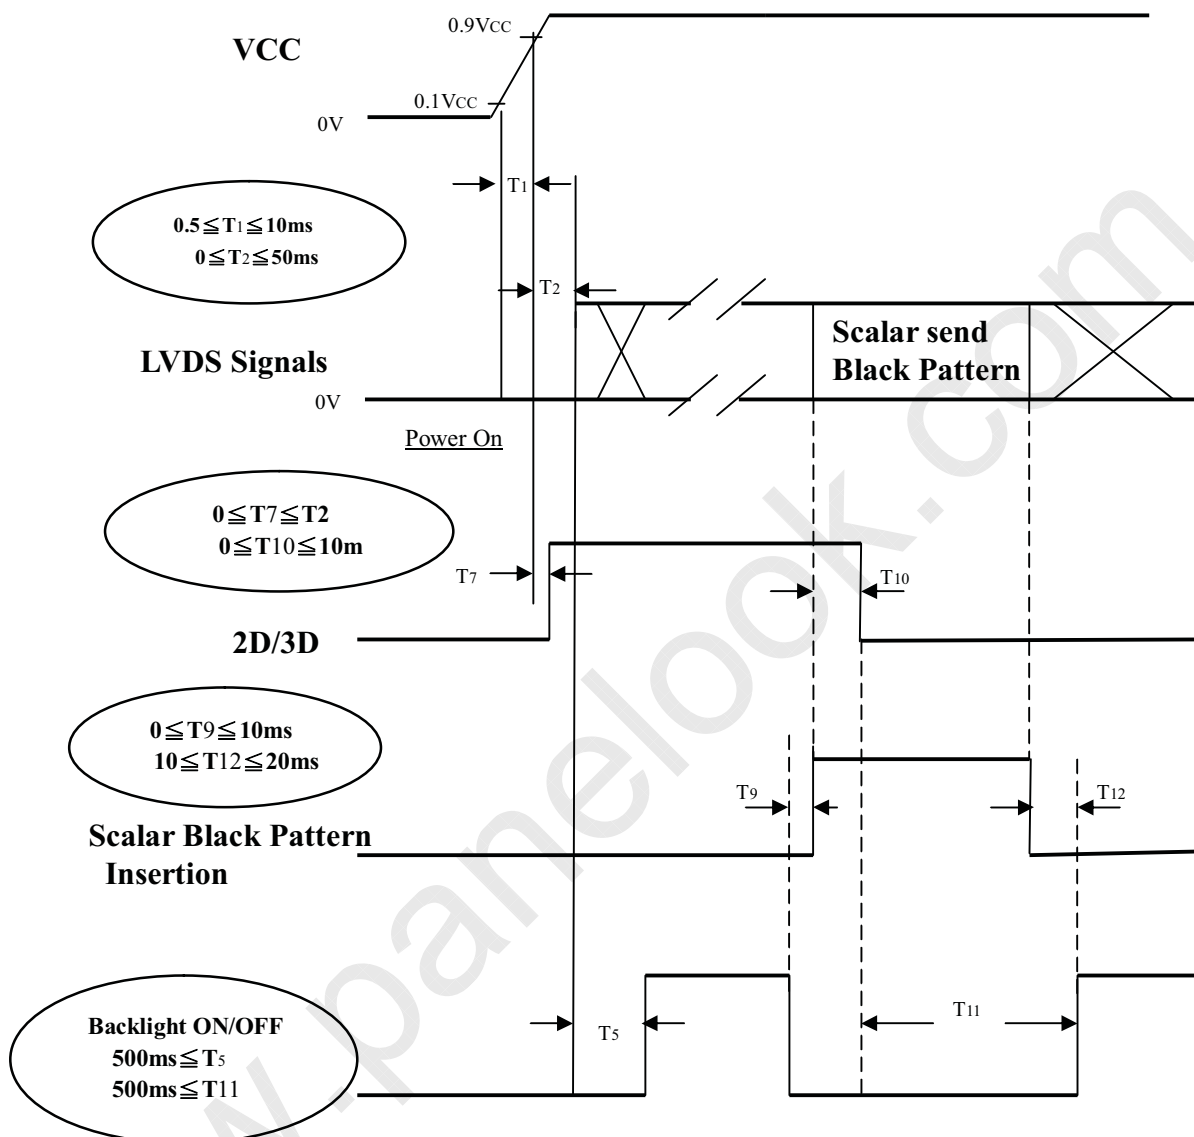 0.9VCC
VCC
0.1VCC
0V
T1
0.5≦T1≦10ms
0≦T2≦50ms
T2
Scalar send
Black Pattern
LVDS Signals
0V
Power On
0≦T7≦T2
0≦T10≦10m
T7
T10
2D/3D
0≦T9≦10ms
10≦T12≦20ms
T9
T12
Scalar Black Pattern
Insertion
Backlight ON/OFF
500ms≦T5
500ms≦T11
T5
T11
w.panelook.com